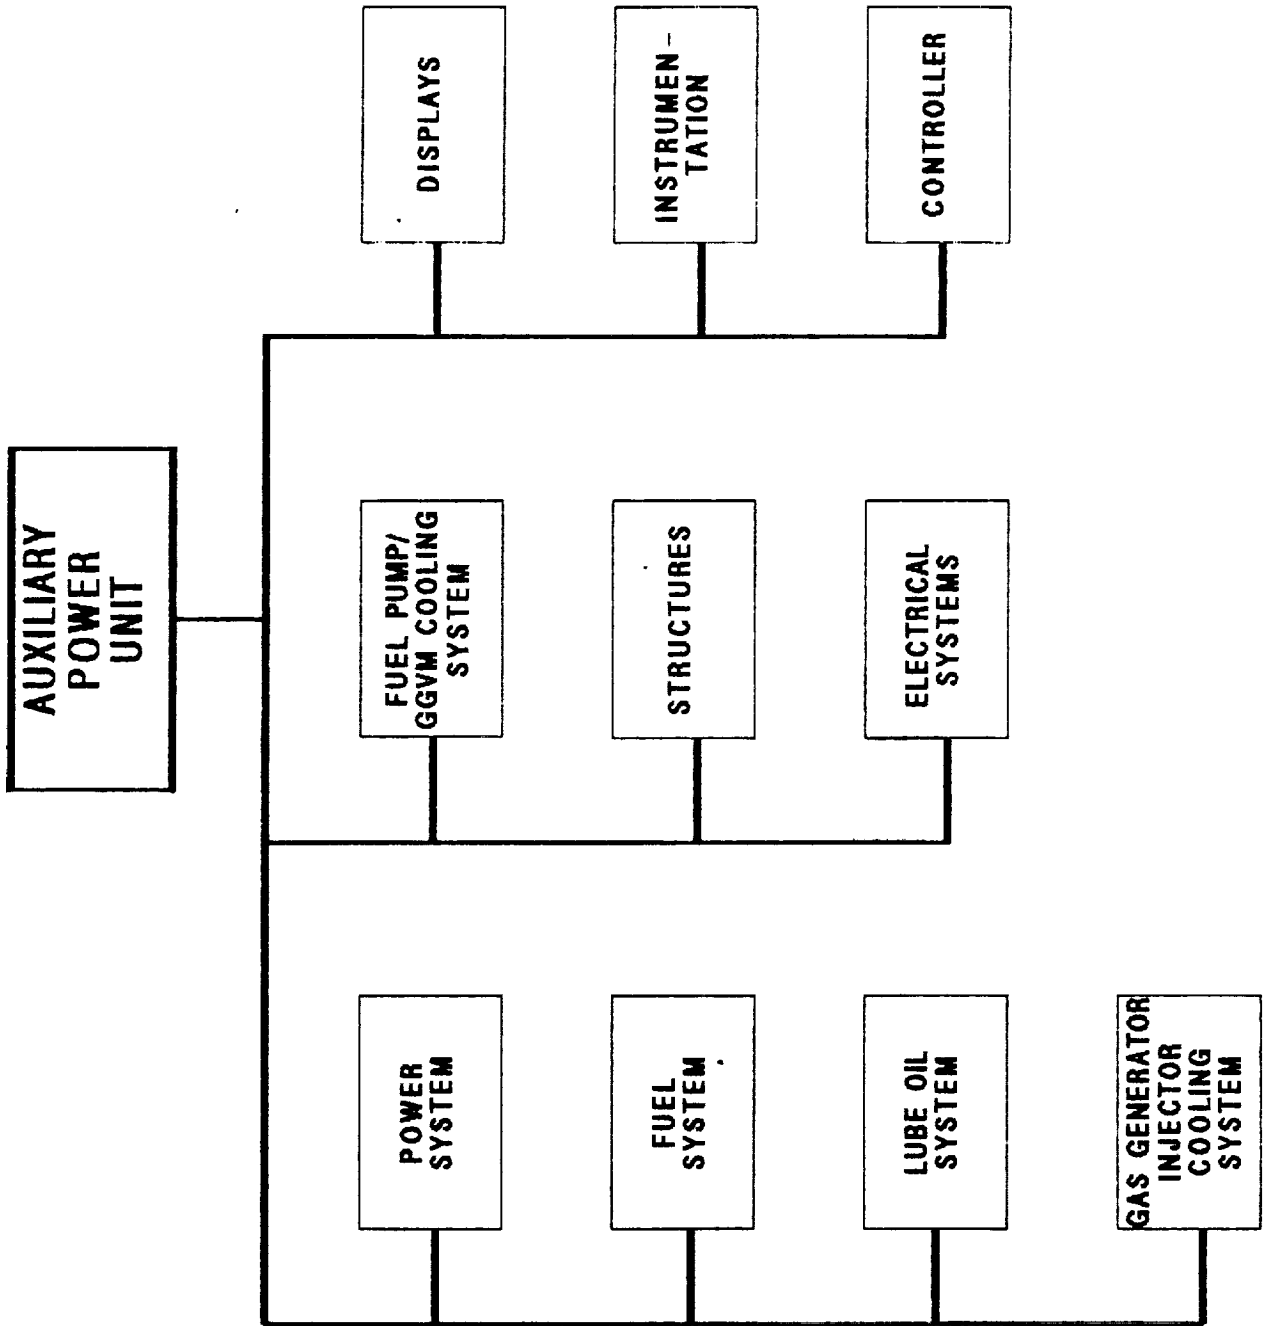 AUXILIARY
POWER
UNIT
POWER
SYSTEM
FUEL
SYSTEM
LUBE OIL
SYSTEM
GAS GENERATOR
INJECTOR
COOLING
SYSTEM
FUEL PUMP/
GGVM COOLING
SYSTEM
STRUCTURES
ELECTRICAL
SYSTEMS
DISPLAYS
INSTRUMEN-
TATION
CONTROLLER